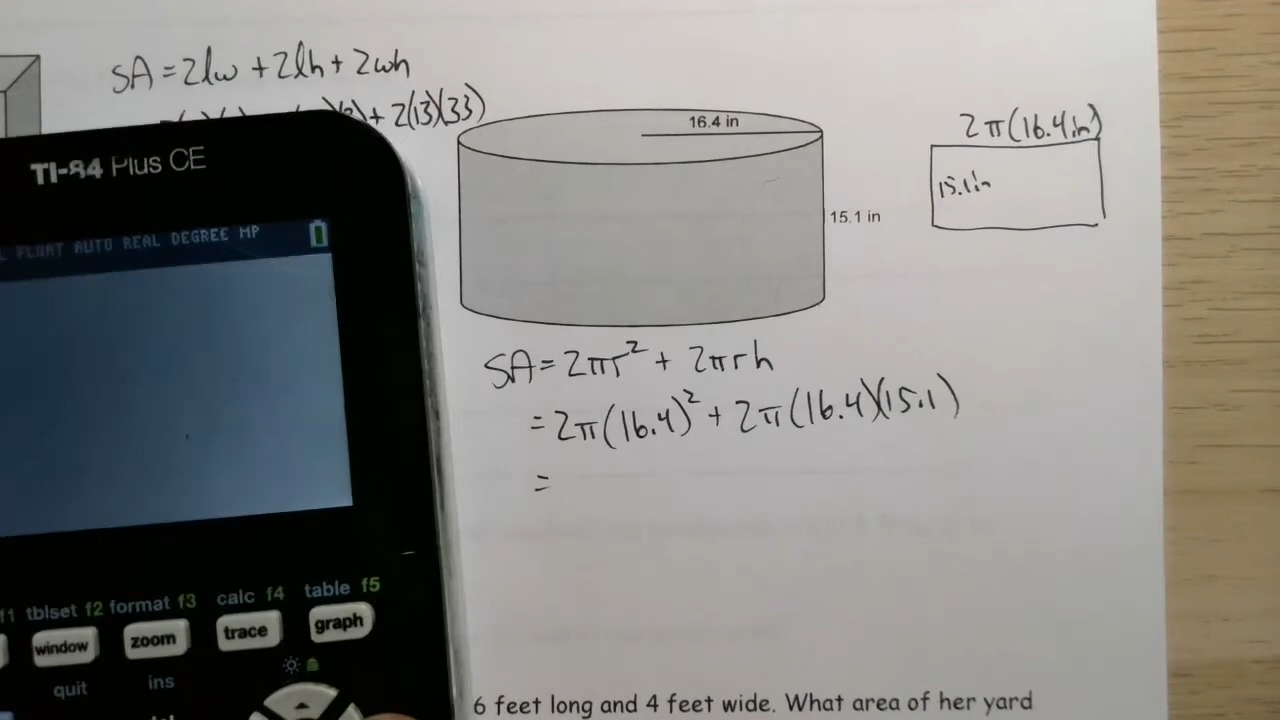 SA = 2lw + 2lh + 2wh
+ 2(13)(33)
16.4 in
2π(16.4in)
15.1in
15.1 in
TI-84 Plus CE
FLOAT AUTO REAL DEGREE MP
SA = 2πr² + 2πrh
= 2π(16.4)² + 2π(16.4)(15.1)
=
f1 tblset f2 format f3 calc f4 table f5
window zoom trace graph
quit ins
6 feet long and 4 feet wide. What area of her yard